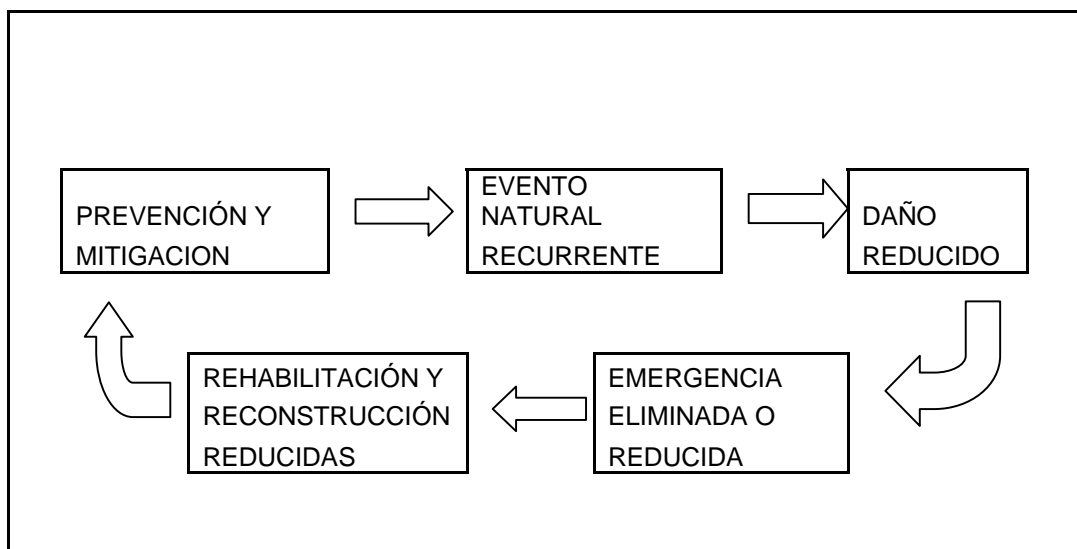 PREVENCIÓN Y
MITIGACION
EVENTO
NATURAL
RECURRENTE
DAÑO
REDUCIDO
EMERGENCIA
ELIMINADA O
REDUCIDA
REHABILITACIÓN Y
RECONSTRUCCIÓN
REDUCIDAS